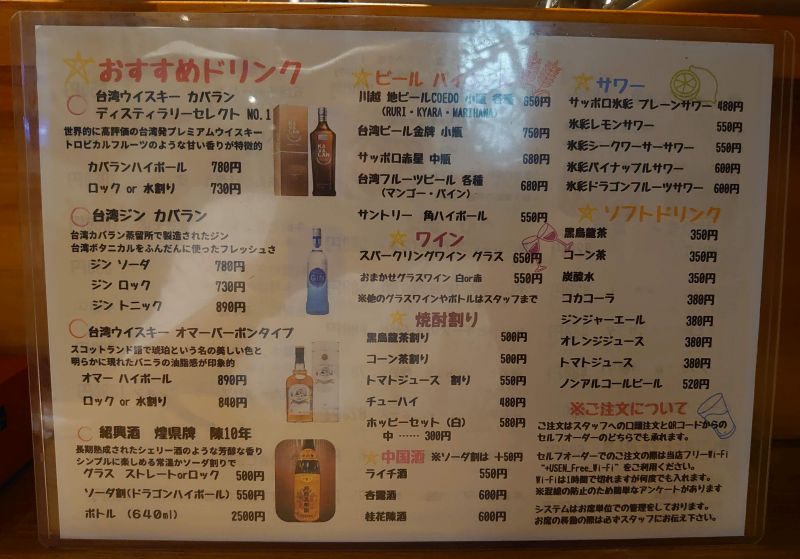 おすすめドリンク
台湾ウイスキー カバラン
ディスティラリーセレクト NO.1
世界的に高評価の台湾発プレミアムウイスキー
トロピカルフルーツのような甘い香りが特徴的
カバランハイボール 780円
ロック or 水割り 730円
台湾ジン カバラン
台湾カバラン蒸留所で製造されたジン
台湾ボタニカルをふんだんに使ったフレッシュさ
ジン ソーダ 780円
ジン ロック 730円
ジン トニック 890円
台湾ウイスキー オマーバーボンタイプ
スコットランド語で琥珀という名の美しい色と
明らかに現れたバニラの油脂感が印象的
オマー ハイボール 890円
ロック or 水割り 840円
紹興酒 煌県牌 陳10年
長期熟成されたシェリー酒のような芳醇な香り
シンプルに楽しめる常温かソーダ割りで
グラス ストレートorロック 500円
ソーダ割(ドラゴンハイボール) 550円
ボトル (640ml) 2500円
ビール ハイ
川越 地ビールCOEDO 小瓶 各種 850円
(RURI・KYARA・MARIHANA)
台湾ビール金牌 小瓶 750円
サッポロ赤星 中瓶 680円
台湾フルーツビール 各種 680円
(マンゴー・パイン)
サントリー 角ハイボール 550円
ワイン
スパークリングワイン グラス 650円
おまかせグラスワイン 白or赤 550円
※他のグラスワインやボトルはスタッフまで
焼酎割り
黒烏龍茶割り 500円
コーン茶割り 500円
トマトジュース 割り 550円
チューハイ 480円
ホッピーセット (白) 580円
中 …… 300円
中国酒 ※ソーダ割は +50円
ライチ酒 550円
杏露酒 600円
桂花陳酒 600円
サワー
サッポロ氷彩 プレーンサワー 480円
氷彩レモンサワー 550円
氷彩シークワーサーサワー 550円
氷彩パイナップルサワー 600円
氷彩ドラゴンフルーツサワー 600円
ソフトドリンク
黒烏龍茶 350円
コーン茶 350円
炭酸水 350円
コカコーラ 380円
ジンジャーエール 380円
オレンジジュース 380円
トマトジュース 380円
ノンアルコールビール 520円
※ご注文について
ご注文はスタッフへの口頭注文とQRコードからの
セルフオーダーのどちらでも承れます。
セルフオーダーでのご注文の際は当店フリーWi-Fi
"+USEN_Free_Wi-Fi" をご利用ください。
Wi-Fiは1時間で切れますが何度でも入れます。
※混線の防止のため簡単なアンケートがあります
システムはお席単位での管理をしております。
お席の移動の際は必ずスタッフにお伝え下さい。